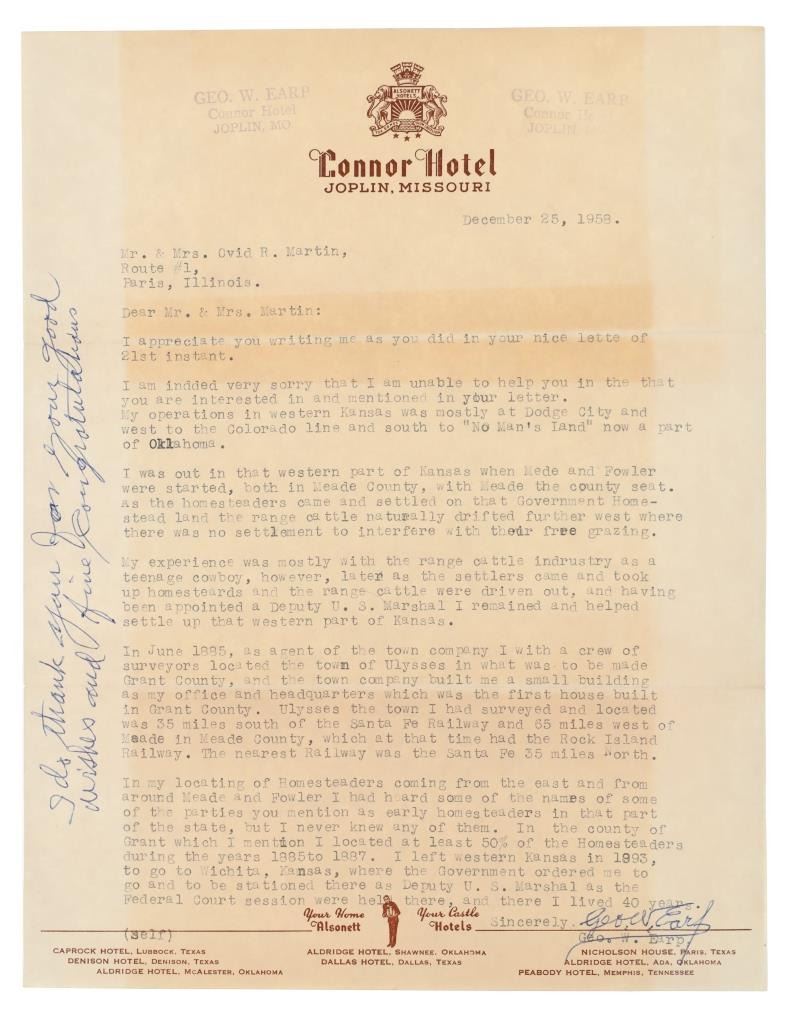 GEO. W. EARP
Connor Hotel
JOPLIN, MO
ALSONETT
HOTELS
GEO. W. EARP
Connor Hotel
JOPLIN, MO
Connor Hotel
JOPLIN, MISSOURI
December 25, 1958.
Mr. & Mrs. Ovid R. Martin,
Route #1,
Paris, Illinois.
Dear Mr. & Mrs. Martin:
I appreciate you writing me as you did in your nice lette of
21st instant.
I am indded very sorry that I am unable to help you in the that
you are interested in and mentioned in your letter.
My operations in western Kansas was mostly at Dodge City and
west to the Colorado line and south to "No Man's Land" now a part
of Oklahoma.
I was out in that western part of Kansas when Mede and Fowler
were started, both in Meade County, with Meade the county seat.
As the homesteaders came and settled on that Government Home-
stead land the range cattle naturally drifted further west where
there was no settlement to interfere with their free grazing.
My experience was mostly with the range cattle indrustry as a
teenage cowboy, however, later as the settlers came and took
up homesteards and the range cattle were driven out, and having
been appointed a Deputy U. S. Marshal I remained and helped
settle up that western part of Kansas.
In June 1885, as agent of the town company I with a crew of
surveyors located the town of Ulysses in what was to be made
Grant County, and the town company built me a small building
as my office and headquarters which was the first house built
in Grant County. Ulysses the town I had surveyed and located
was 35 miles south of the Santa Fe Railway and 65 miles west of
Meade in Meade County, which at that time had the Rock Island
Railway. The nearest Railway was the Santa Fe 35 miles North.
In my locating of Homesteaders coming from the east and from
around Meade and Fowler I had heard some of the names of some
of the parties you mention as early homesteaders in that part
of the state, but I never knew any of them. In the county of
Grant which I mention I located at least 50% of the Homesteaders
during the years 1885to 1887. I left western Kansas in 1893,
to go to Wichita, Kansas, where the Government ordered me to
go and to be stationed there as Deputy U. S. Marshal as the
Federal Court session were held there, and there I lived 40 years.
Sincerely. Geo W. Earp
(self) Geo. W. Earp
I do thank you for your good
wishes and fine Congratulations
Your Home Your Castle
Alsonett Hotels
CAPROCK HOTEL, LUBBOCK, TEXAS
DENISON HOTEL, DENISON, TEXAS
ALDRIDGE HOTEL, MCALESTER, OKLAHOMA
ALDRIDGE HOTEL, SHAWNEE, OKLAHOMA
DALLAS HOTEL, DALLAS, TEXAS
NICHOLSON HOUSE, PARIS, TEXAS
ALDRIDGE HOTEL, ADA, OKLAHOMA
PEABODY HOTEL, MEMPHIS, TENNESSEE